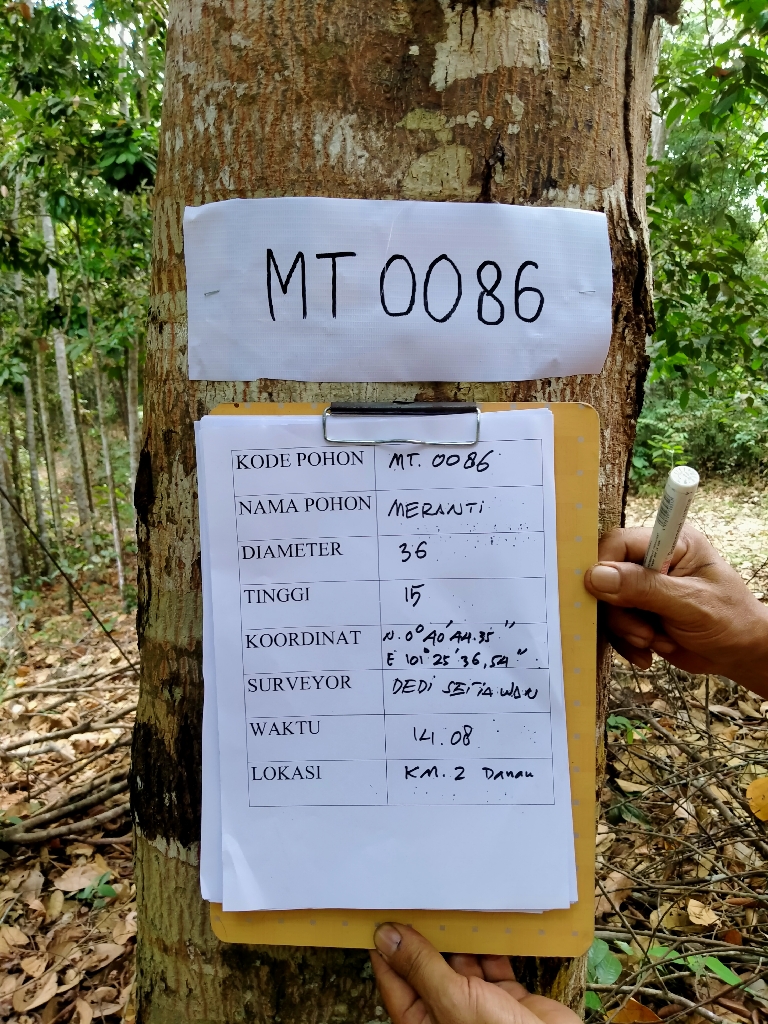 MT 0086
KODE POHON MT. 0086
NAMA POHON MERANTI
DIAMETER 36
TINGGI 15
KOORDINAT N. 0° 40' 44.35"
E 101° 25' 36,54"
SURVEYOR DEDI SETIAWAN
WAKTU 14.08
LOKASI KM. 2 Danau